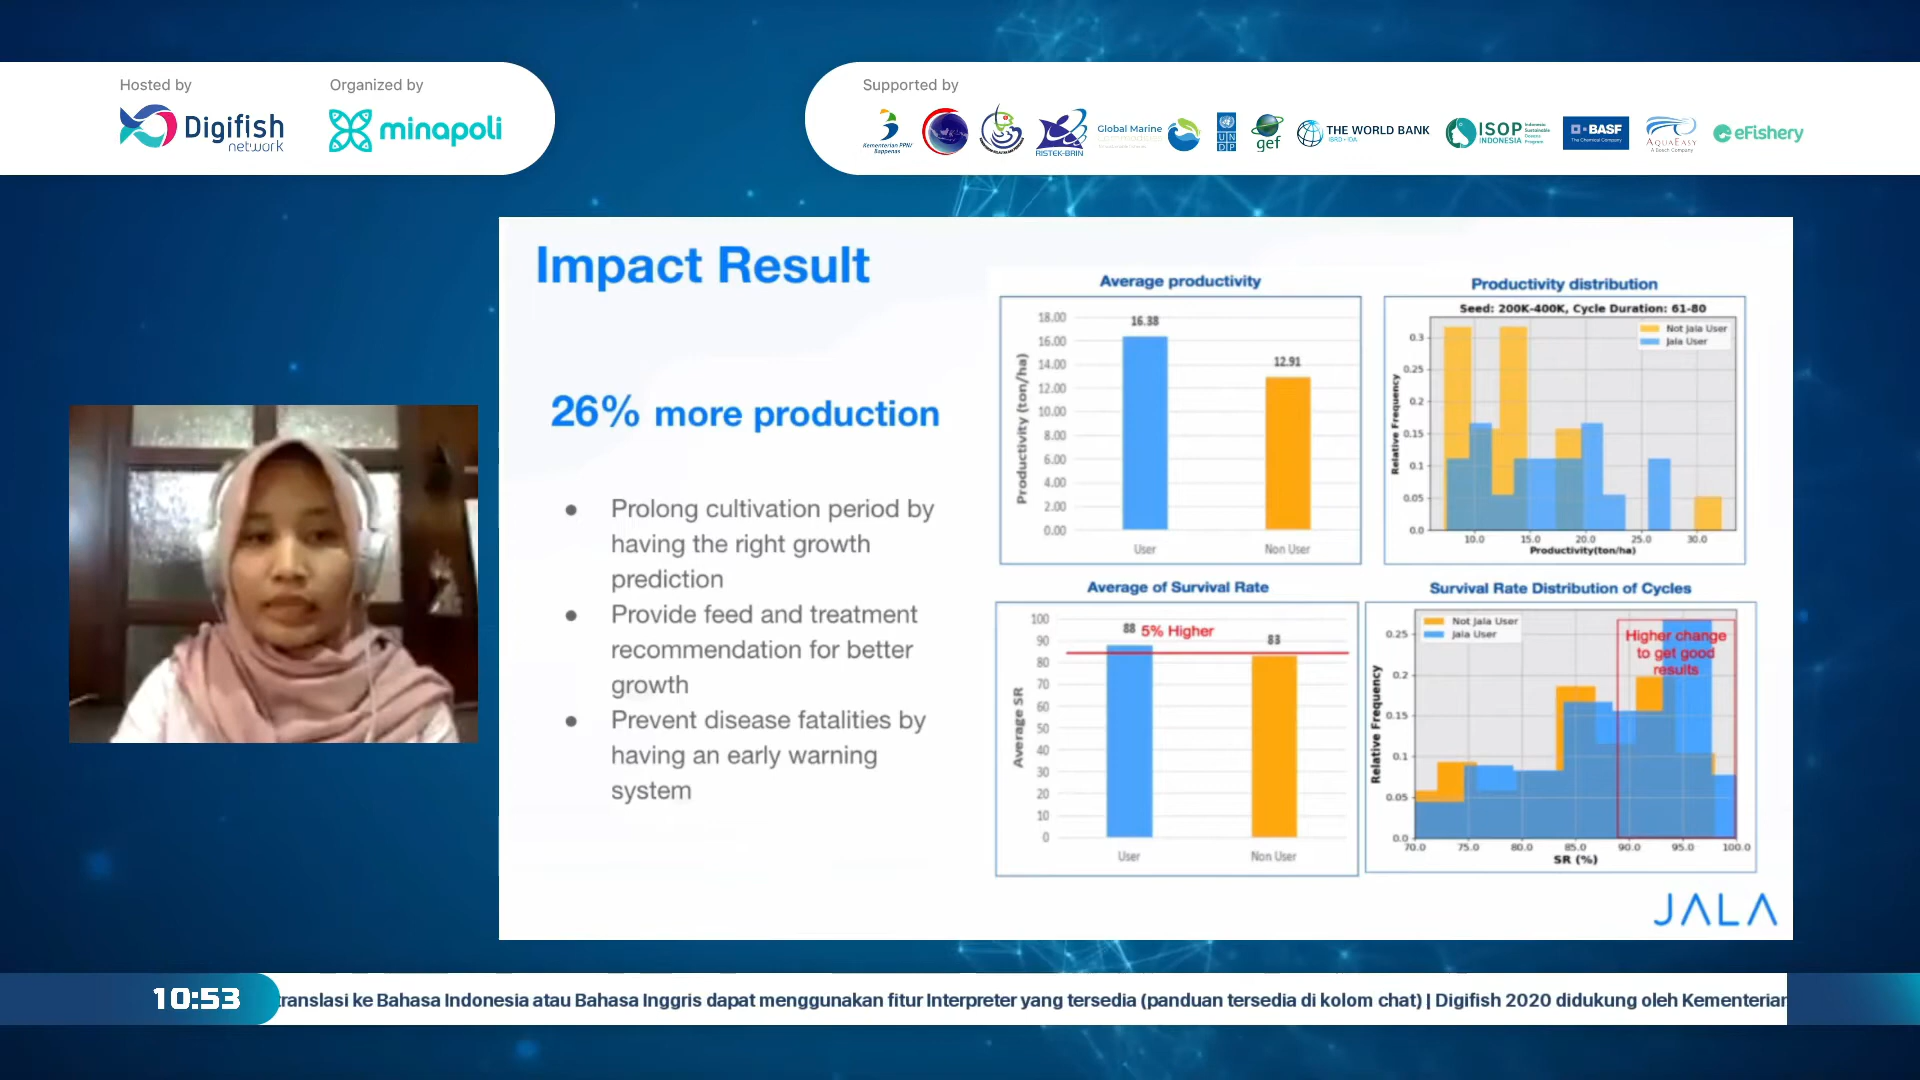 Hosted by
Organized by
Supported by
Digifish
network
minapoli
Kementerian PPN/
Bappenas
RISTEK-BRIN
Global Marine
UN
DP
gef
THE WORLD BANK
IBRD • IDA
ISOP
INDONESIA
BASF
The Chemical Company
AQUAEASY
A Bosch Company
eFishery
Impact Result
26% more production
● Prolong cultivation period by
having the right growth
prediction
● Provide feed and treatment
recommendation for better
growth
● Prevent disease fatalities by
having an early warning
system
Average productivity
Productivity (ton/ha)
18.00
16.00
14.00
12.00
10.00
8.00
6.00
4.00
2.00
0.00
16.38
12.91
User
Non User
Productivity distribution
Seed: 200K-400K, Cycle Duration: 61-80
Not Jala User
Jala User
Relative Frequency
0.3
0.25
0.2
0.15
0.1
0.05
0.0
10.0
15.0
20.0
25.0
30.0
Productivity(ton/ha)
Average of Survival Rate
Average SR
100
90
80
70
60
50
40
30
20
10
0
88
5% Higher
83
User
Non User
Survival Rate Distribution of Cycles
Not Jala User
Jala User
Higher change
to get good
results
Relative Frequency
0.25
0.2
0.15
0.1
0.05
0.0
70.0
75.0
80.0
85.0
90.0
95.0
100.0
SR (%)
JALA
10:53
translasi ke Bahasa Indonesia atau Bahasa Inggris dapat menggunakan fitur Interpreter yang tersedia (panduan tersedia di kolom chat) | Digifish 2020 didukung oleh Kementerian